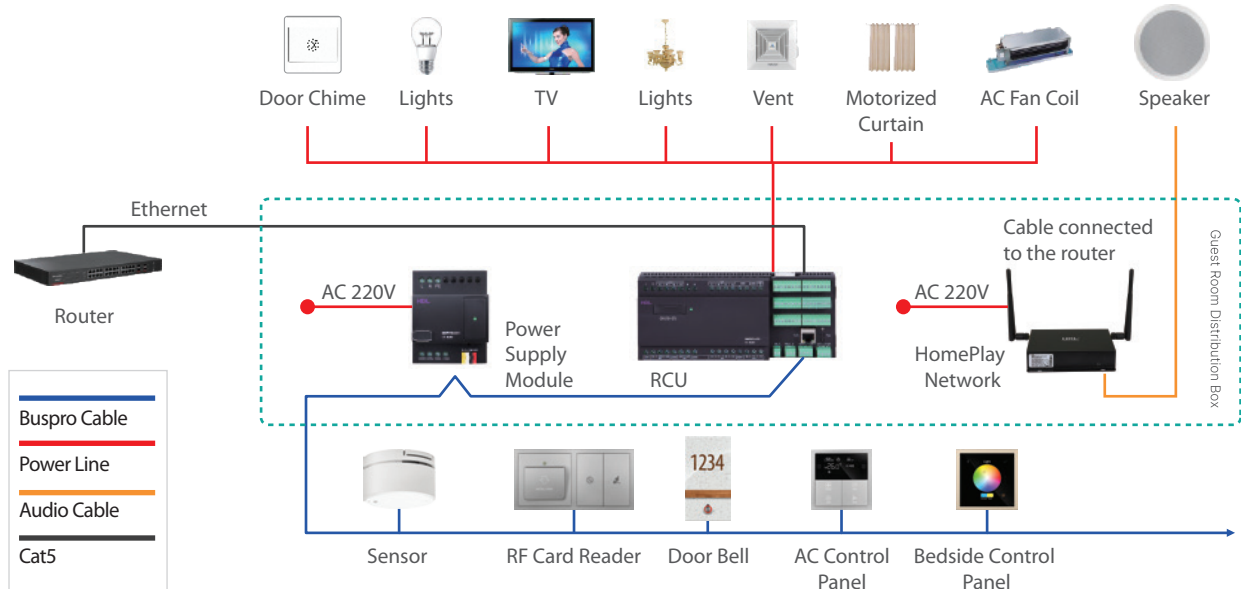 Door Chime
Lights
TV
Lights
Vent
Motorized
Curtain
AC Fan Coil
Speaker
Ethernet
Router
AC 220V
Power
Supply
Module
RCU
AC 220V
Cable connected
to the router
HomePlay
Network
Guest Room Distribution Box
Buspro Cable
Power Line
Audio Cable
Cat5
1234
Sensor
RF Card Reader
Door Bell
AC Control
Panel
Bedside Control
Panel